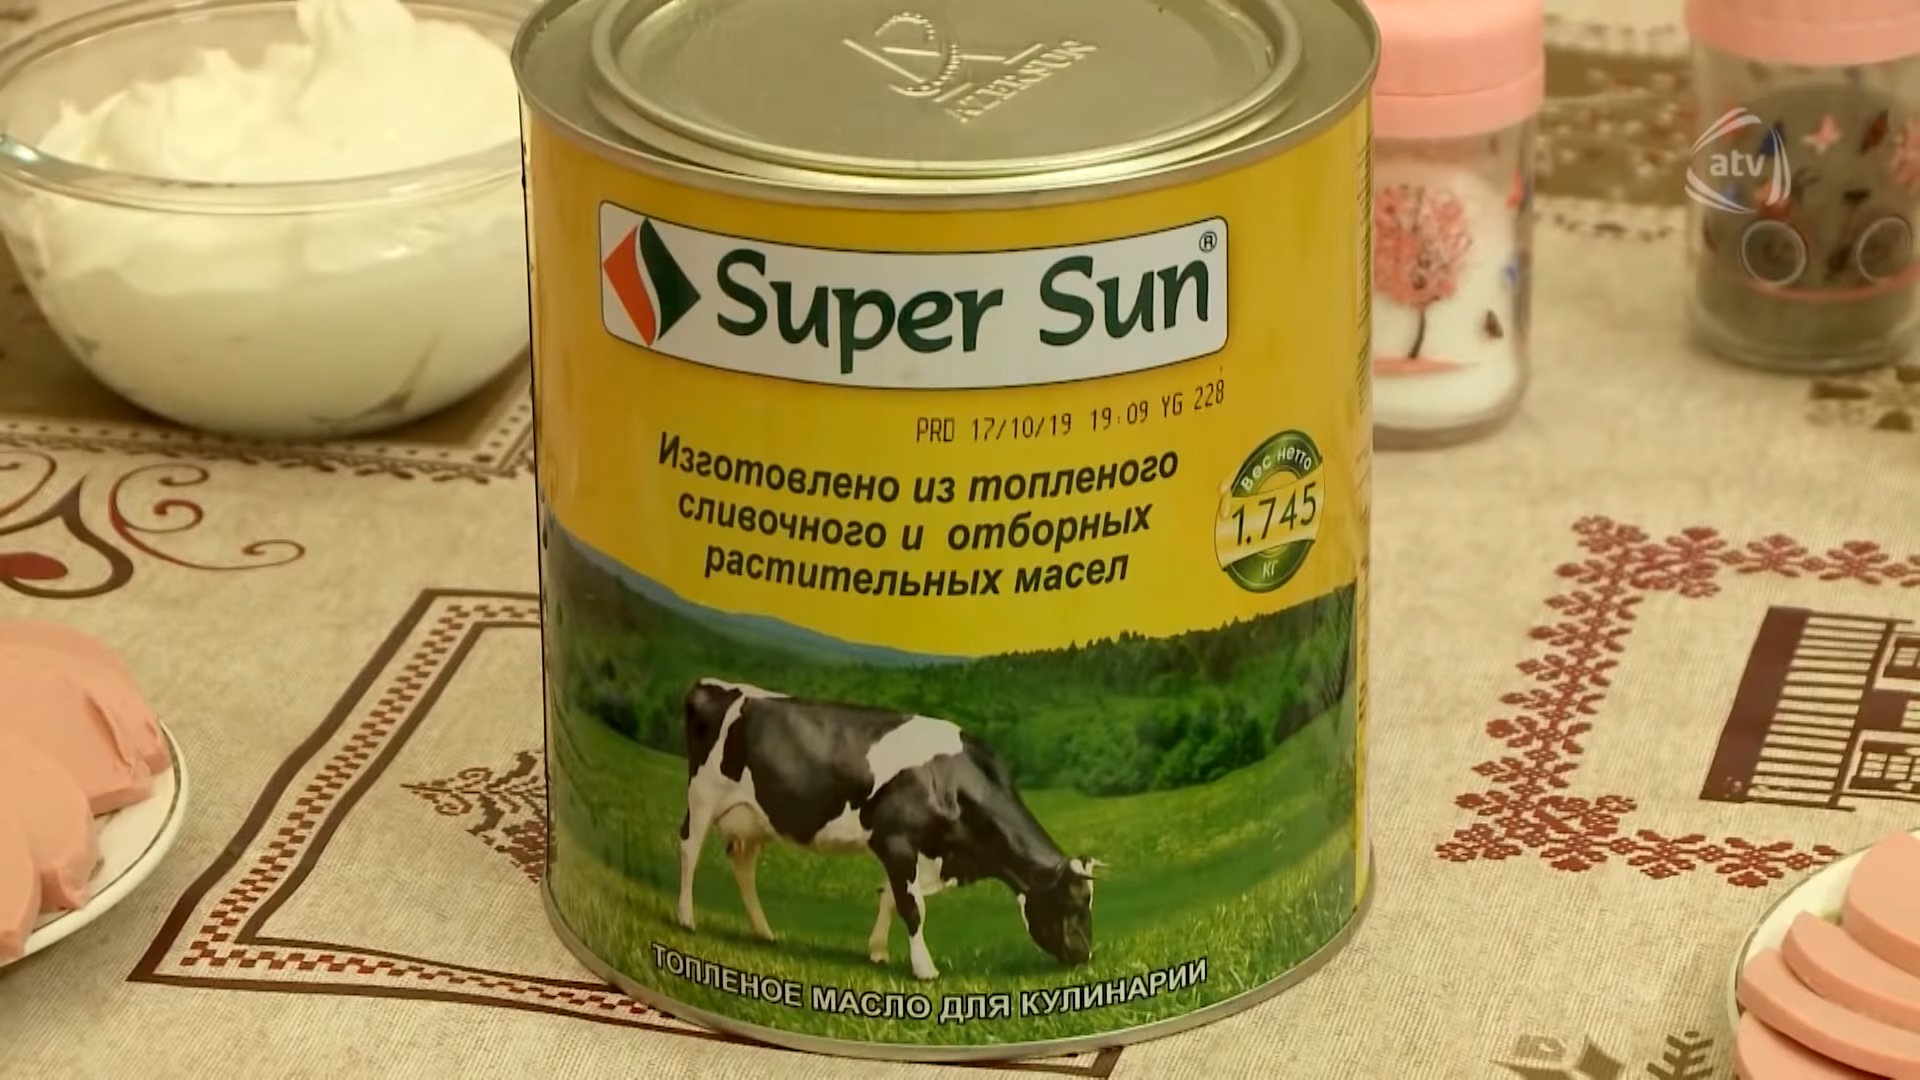 AZERSUN
atv
Super Sun®
PRD 17/10/19 19:09 YG 228
Изготовлено из топленого
сливочного и отборных
растительных масел
Вес нетто
1.745
кг
ТОПЛЕНОЕ МАСЛО ДЛЯ КУЛИНАРИИ